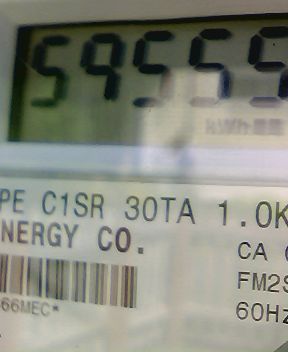 59555
kWh
PE C1SR 30TA 1.0K
NERGY CO.
CA
FM2S
66MEC*
60Hz